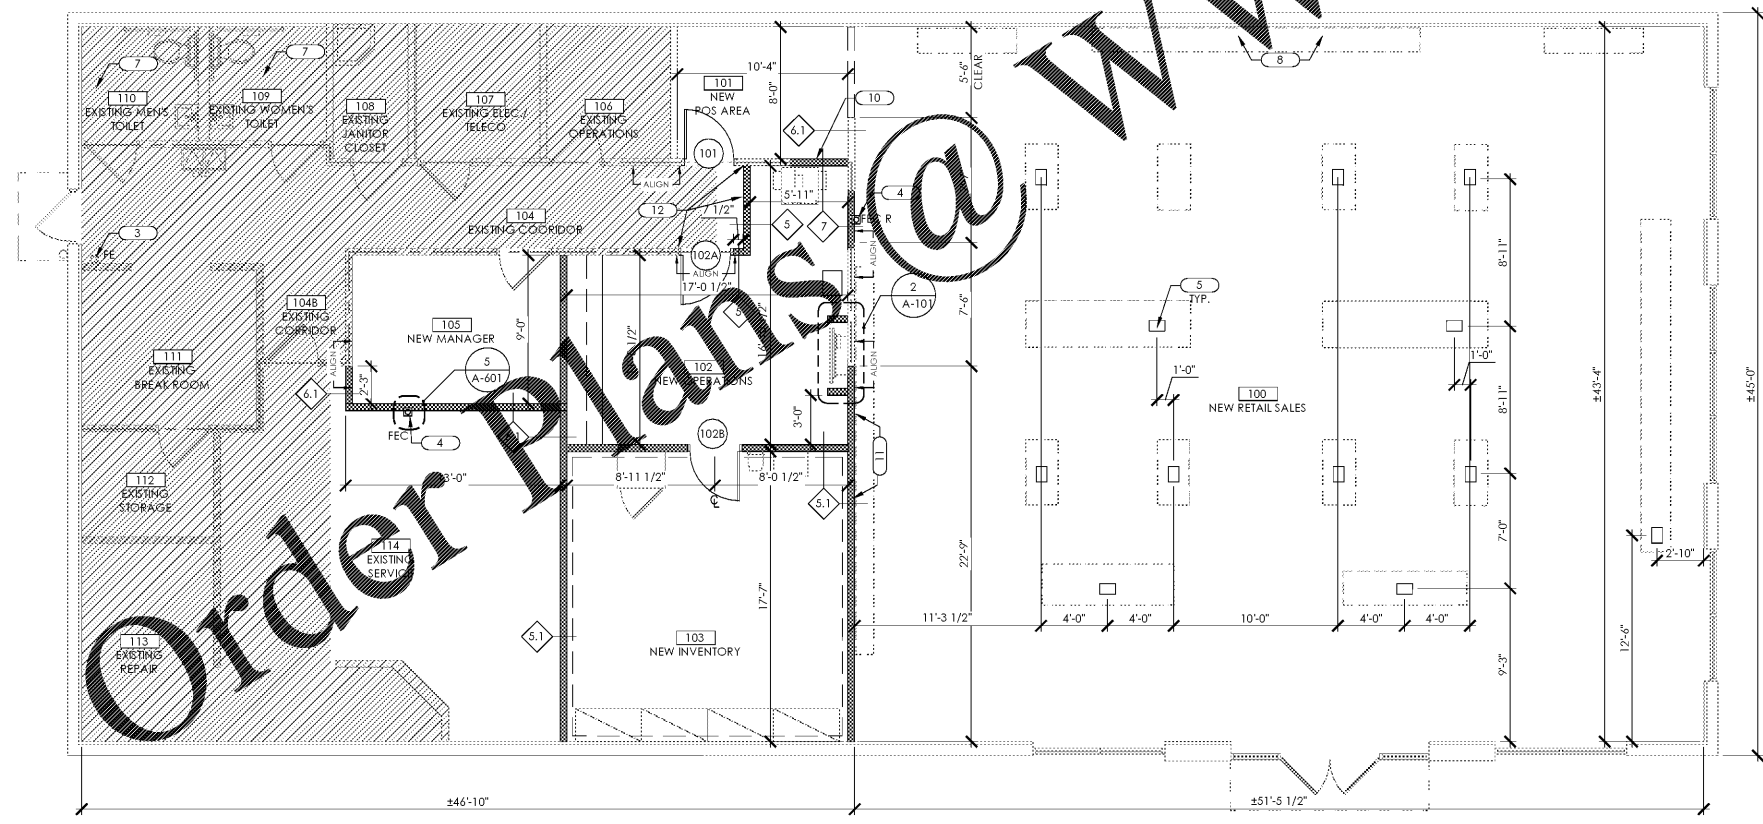 Order Plans @ ww
7
7
110
EXISTING MEN'S
TOILET
109
EXISTING WOMEN'S
TOILET
108
EXISTING
JANITOR
CLOSET
107
EXISTING ELEC./
TELECO
106
EXISTING
OPERATIONS
10'-4"
101
NEW
POS AREA
8'-0"
5'-6"
CLEAR
8
10
6.1
101
ALIGN
12
5'-11"
4
FEC R
5
7
3
FE
104
EXISTING COORIDOR
102A
ALIGN
17'-0 1/2"
ALIGN
2
A-101
7'-6"
5
TYP.
8'-11"
104B
EXISTING
CORRIDOR
105
NEW MANAGER
9'-0"
5
A-601
111
EXISTING
BREAK ROOM
ALIGN
2'-3"
6.1
102
NEW OPERATIONS
ALIGN
1'-0"
1'-0"
100
NEW RETAIL SALES
8'-11"
±43'-4"
±45'-0"
FEC
4
102B
3'-0"
11
112
EXISTING
STORAGE
8'-11 1/2"
8'-0 1/2"
5.1
114
EXISTING
SERVICE
22'-9"
7'-0"
2'-10"
17'-7"
11'-3 1/2"
4'-0"
4'-0"
10'-0"
4'-0"
4'-0"
113
EXISTING
REPAIR
5.1
103
NEW INVENTORY
9'-3"
12'-6"
±46'-10"
±51'-5 1/2"